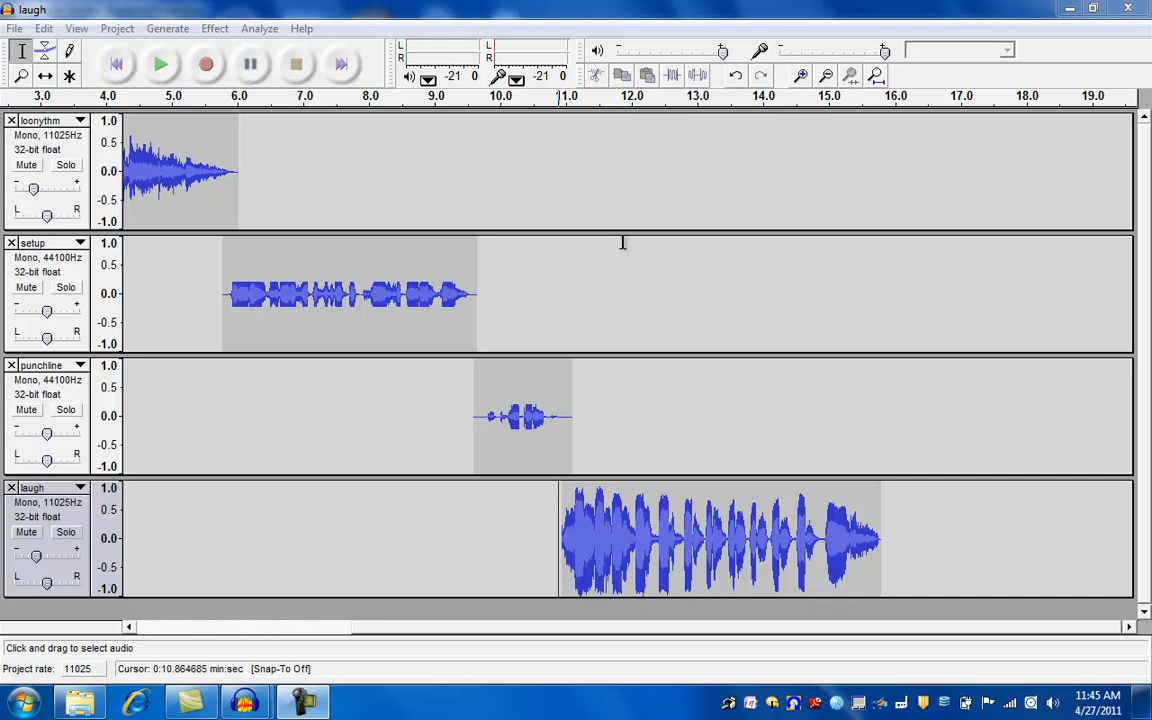 laugh
File Edit View Project Generate Effect Analyze Help
L
R
-21 0
L
R
-21 0
3.0 4.0 5.0 6.0 7.0 8.0 9.0 10.0 11.0 12.0 13.0 14.0 15.0 16.0 17.0 18.0 19.0
loonythm
Mono, 11025Hz
32-bit float
Mute Solo
- +
L R
1.0
0.5
0.0
-0.5
-1.0
setup
Mono, 44100Hz
32-bit float
Mute Solo
- +
L R
1.0
0.5
0.0
-0.5
-1.0
punchline
Mono, 44100Hz
32-bit float
Mute Solo
- +
L R
1.0
0.5
0.0
-0.5
-1.0
laugh
Mono, 11025Hz
32-bit float
Mute Solo
- +
L R
1.0
0.5
0.0
-0.5
-1.0
Click and drag to select audio
Project rate: 11025 Cursor: 0:10.864685 min:sec [Snap-To Off]
11:45 AM
4/27/2011